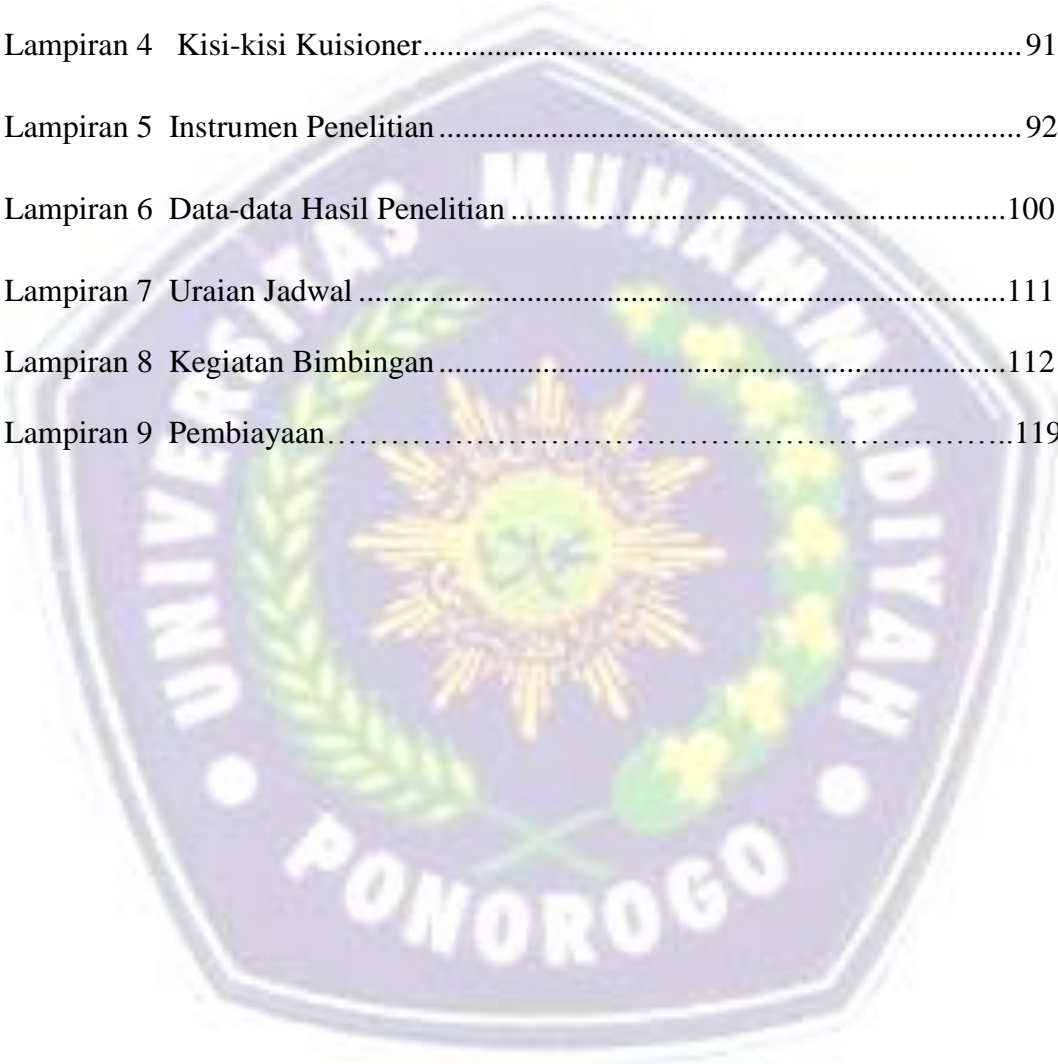 Lampiran 4 Kisi-kisi Kuisioner........................................................................... 91
Lampiran 5 Instrumen Penelitian ......................................................................... 92
Lampiran 6 Data-data Hasil Penelitian ...............................................................100
Lampiran 7 Uraian Jadwal ..................................................................................111
Lampiran 8 Kegiatan Bimbingan ........................................................................112
Lampiran 9 Pembiayaan…………………………………………………………..119
UNIVERSITAS MUHAMMADIYAH
PONOROGO